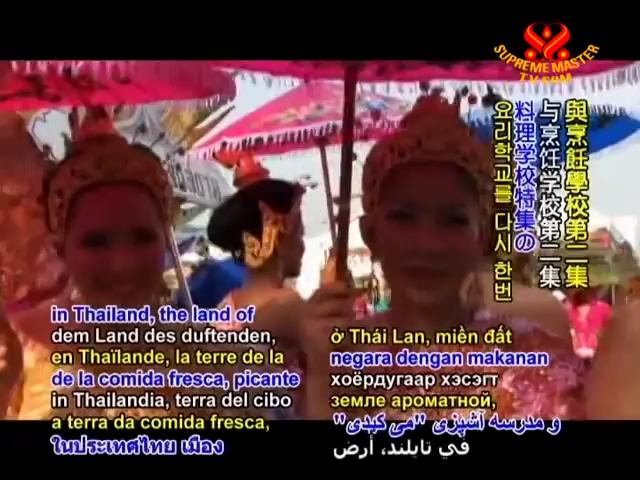 SUPREME MASTER
TV.COM
與烹飪學校第二集
与烹饪学校第二集
料理学校特集の
요리학교를 다시 한번
in Thailand, the land of
dem Land des duftenden,
en Thaïlande, la terre de la
de la comida fresca, picante
in Thailandia, terra del cibo
a terra da comida fresca,
ในประเทศไทย เมือง
ở Thái Lan, miền đất
negara dengan makanan
хоёрдугаар хэсэгт
земле ароматной,
و مدرسه آشپزی "می کیدی"
في تايلند، أرض